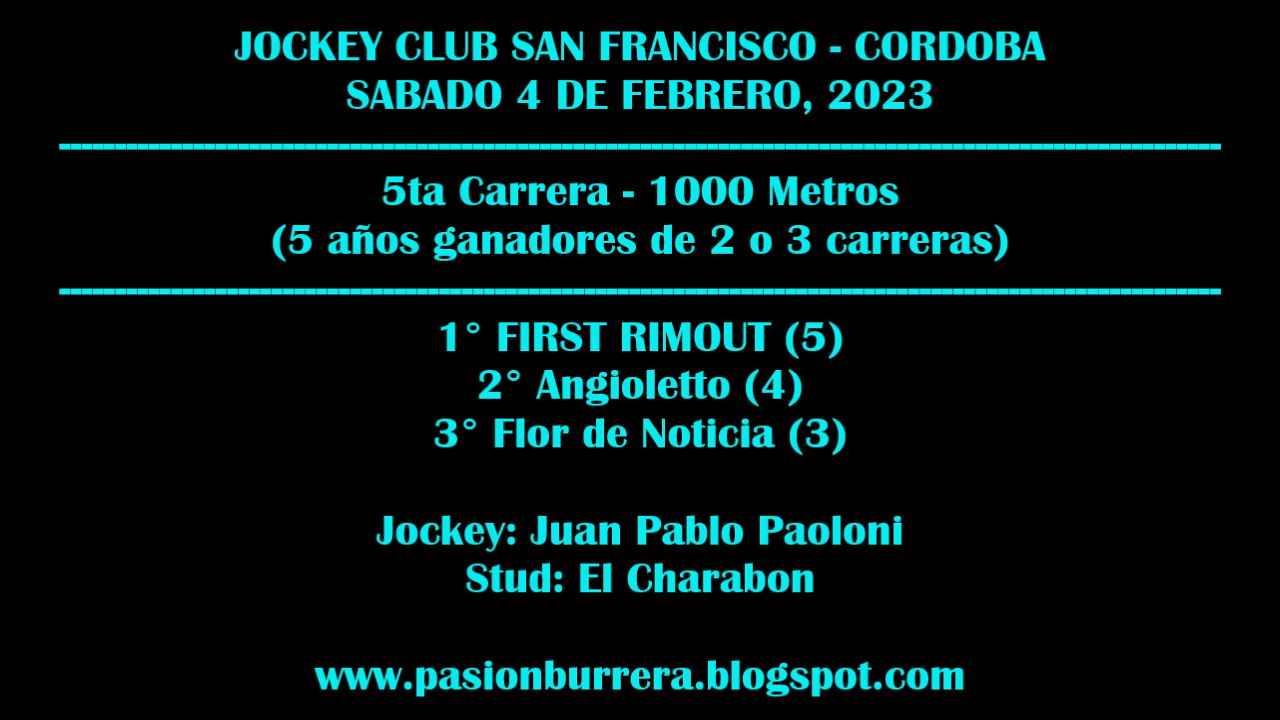 JOCKEY CLUB SAN FRANCISCO - CORDOBA
SABADO 4 DE FEBRERO, 2023
5ta Carrera - 1000 Metros
(5 años ganadores de 2 o 3 carreras)
1° FIRST RIMOUT (5)
2° Angioletto (4)
3° Flor de Noticia (3)
Jockey: Juan Pablo Paoloni
Stud: El Charabon
www.pasionburrera.blogspot.com